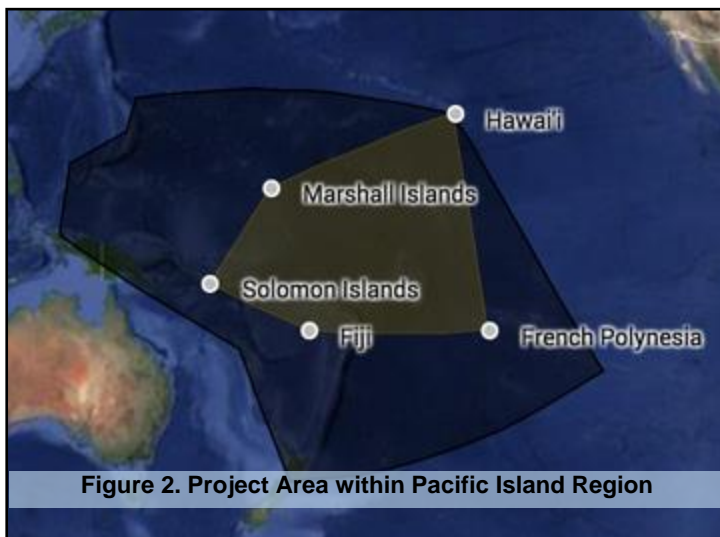 Hawai'i
Marshall Islands
Solomon Islands
Fiji
French Polynesia
Figure 2. Project Area within Pacific Island Region